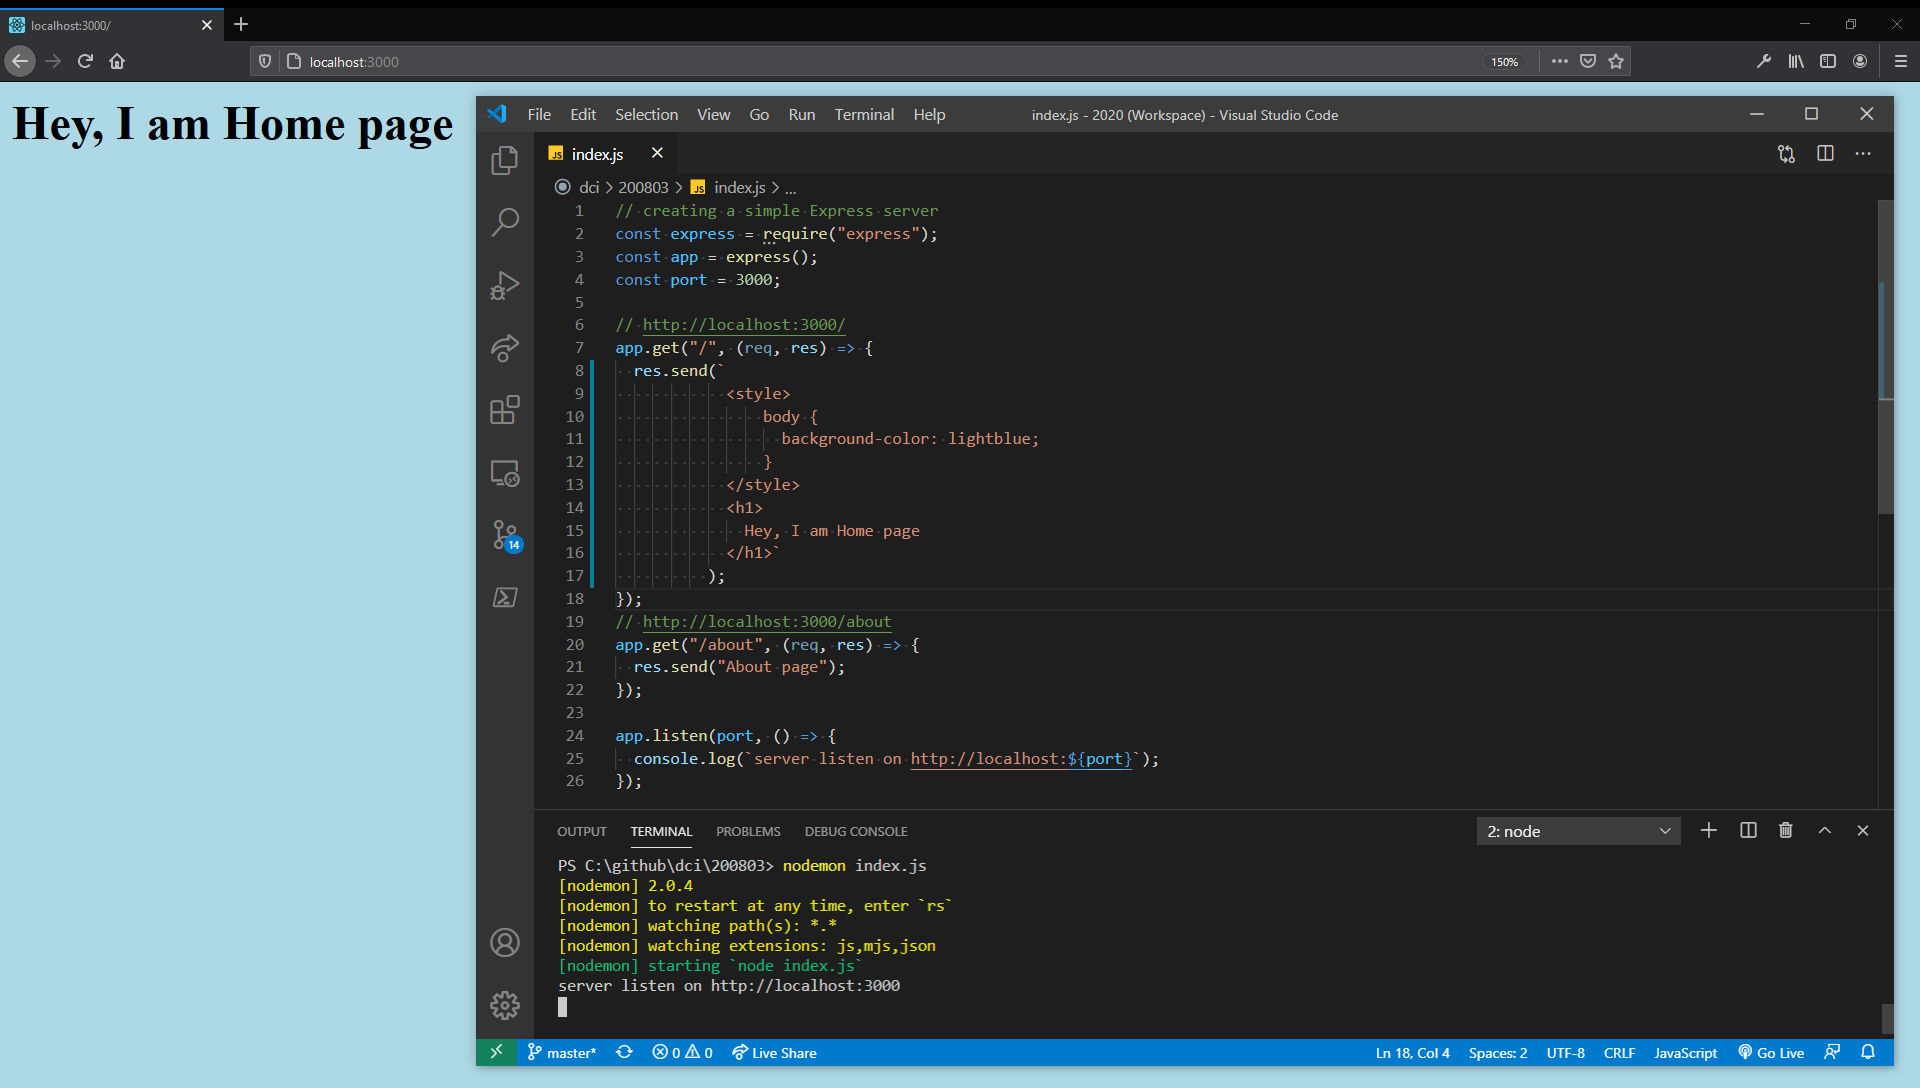 localhost:3000/
localhost:3000
150%
Hey, I am Home page
File Edit Selection View Go Run Terminal Help
index.js - 2020 (Workspace) - Visual Studio Code
JS index.js
dci > 200803 > JS index.js > ...
1 // creating a simple Express server
2 const express = require("express");
3 const app = express();
4 const port = 3000;
5
6 // http://localhost:3000/
7 app.get("/", (req, res) => {
8 res.send(`
9 <style>
10 body {
11 background-color: lightblue;
12 }
13 </style>
14 <h1>
15 Hey, I am Home page
16 </h1>`
17 );
18 });
19 // http://localhost:3000/about
20 app.get("/about", (req, res) => {
21 res.send("About page");
22 });
23
24 app.listen(port, () => {
25 console.log(`server listen on http://localhost:${port}`);
26 });
14
OUTPUT TERMINAL PROBLEMS DEBUG CONSOLE
2: node
PS C:\github\dci\200803> nodemon index.js
[nodemon] 2.0.4
[nodemon] to restart at any time, enter `rs`
[nodemon] watching path(s): *.*
[nodemon] watching extensions: js,mjs,json
[nodemon] starting `node index.js`
server listen on http://localhost:3000
master* 0 0 Live Share
Ln 18, Col 4 Spaces: 2 UTF-8 CRLF JavaScript Go Live